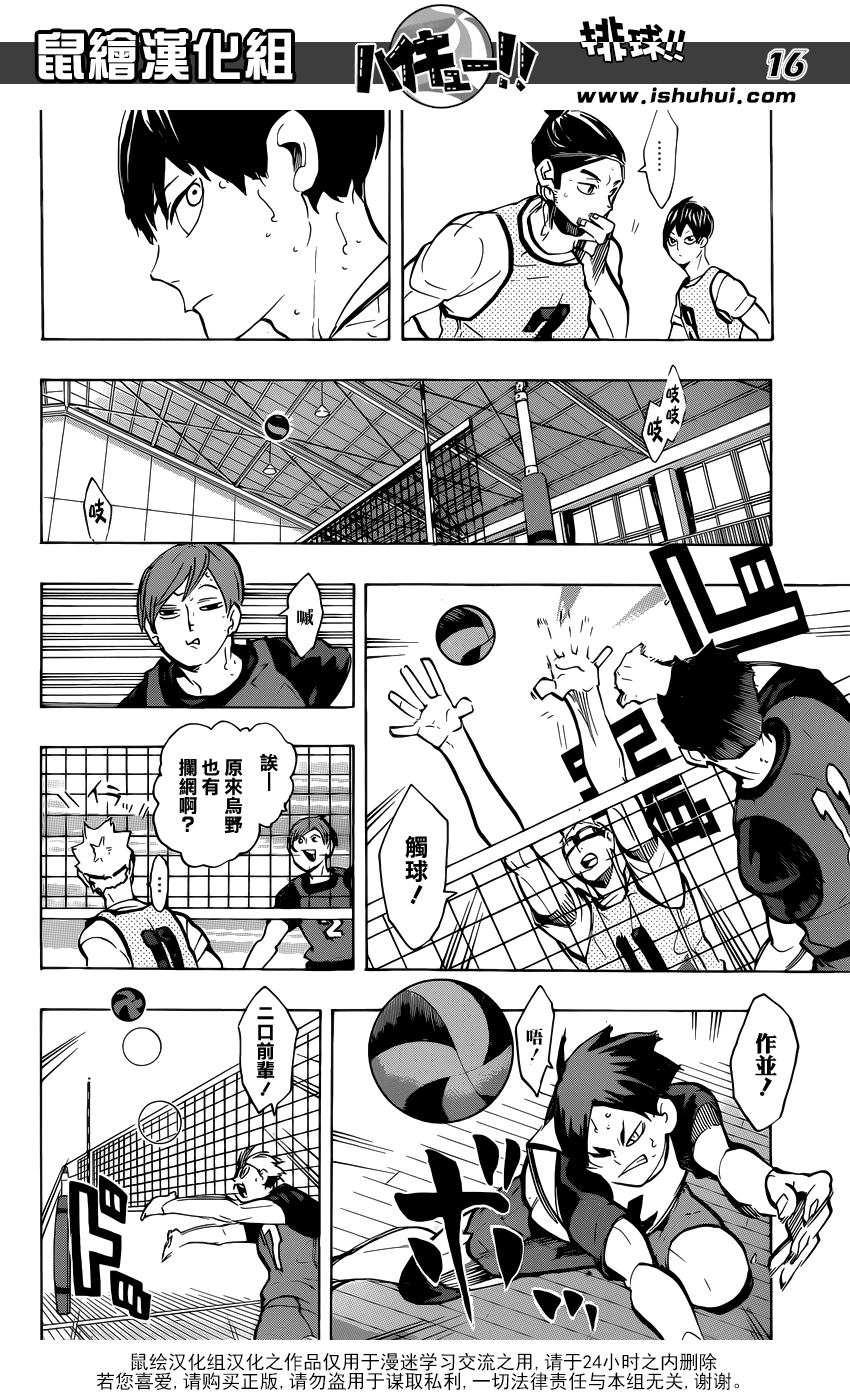 鼠繪漢化組
ハイキュー!!
排球!!
16
www.ishuhui.com
……
吱吱
吱
吱
觸球！
喊
誒—
原來烏野
也有
攔網啊？
…
作並！
唔！
ボ
二口前輩！
鼠绘汉化组汉化之作品仅用于漫迷学习交流之用,请于24小时之内删除
若您喜爱,请购买正版,请勿盗用于谋取私利,一切法律责任与本组无关,谢谢。